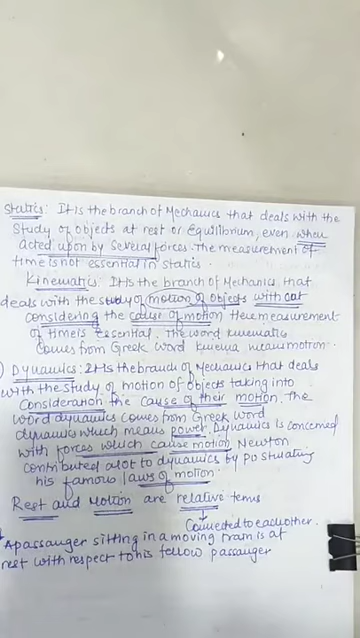 Statics: It is the branch of Mechanics that deals with the
study of objects at rest or Equilibrium, even when
acted upon by several forces. The measurement of
time is not essential in statics.
Kinematics: It is the branch of Mechanics that
deals with the study of motion of objects with out
considering the cause of motion Here measurement
of time is Essential. The word kinematics
comes from Greek word kinema means motion.
) Dynamics: It is the branch of Mechanics that deals
with the study of motion of objects taking into
Consideration the cause of their motion. The
word dynamics comes from Greek word
dynamics which means power. Dynamics is concerned
with forces which cause motion Newton
contributed alot to dynamics by
his famous laws of motion.
Rest and Motion are relative terms
Connected to each other.
A passanger sitting in a moving train is at
rest with respect to his fellow passanger